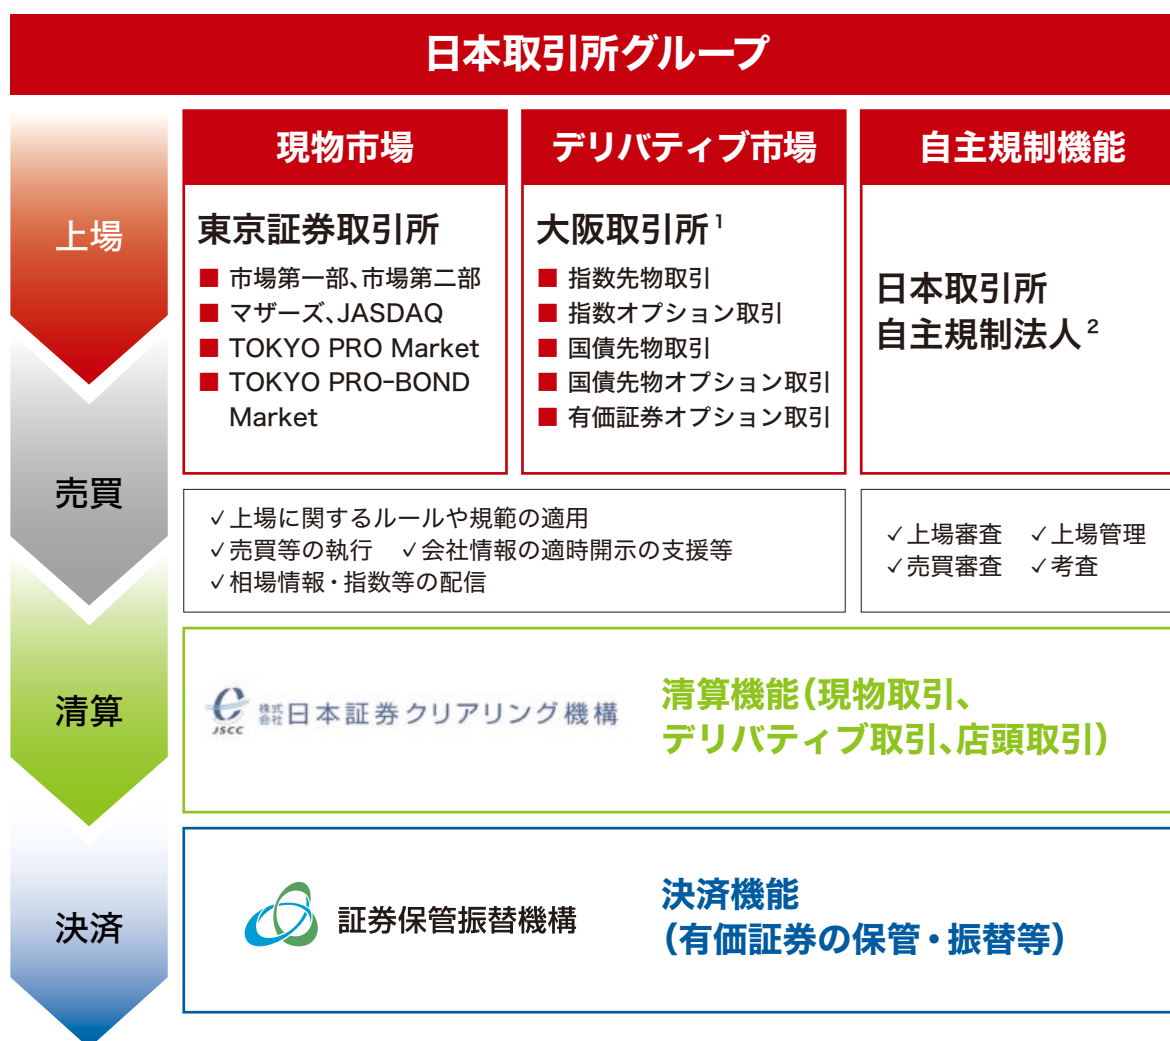 日本取引所グループ
上場
売買
清算
決済
現物市場
東京証券取引所
■ 市場第一部、市場第二部
■ マザーズ、JASDAQ
■ TOKYO PRO Market
■ TOKYO PRO-BOND
Market
デリバティブ市場
大阪取引所1
■ 指数先物取引
■ 指数オプション取引
■ 国債先物取引
■ 国債先物オプション取引
■ 有価証券オプション取引
自主規制機能
日本取引所
自主規制法人2
✓上場に関するルールや規範の適用
✓売買等の執行 ✓会社情報の適時開示の支援等
✓相場情報・指数等の配信
✓上場審査 ✓上場管理
✓売買審査 ✓考査
JSCC
株式会社日本証券クリアリング機構
清算機能(現物取引、
デリバティブ取引、店頭取引)
証券保管振替機構
決済機能
(有価証券の保管・振替等)